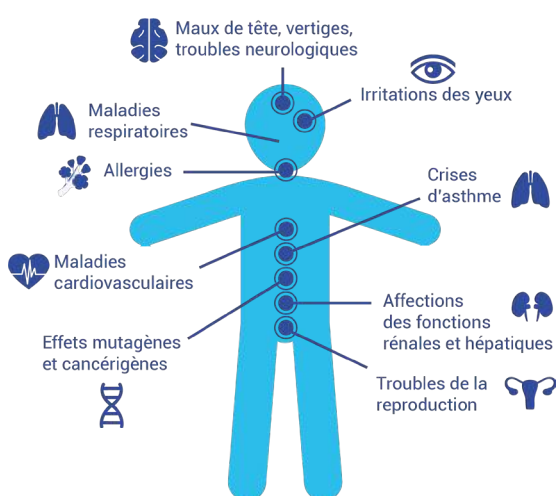 Maux de tête, vertiges,
troubles neurologiques
Irritations des yeux
Maladies
respiratoires
Allergies
Crises
d'asthme
Maladies
cardiovasculaires
Affections
des fonctions
rénales et hépatiques
Effets mutagènes
et cancérigènes
Troubles de la
reproduction